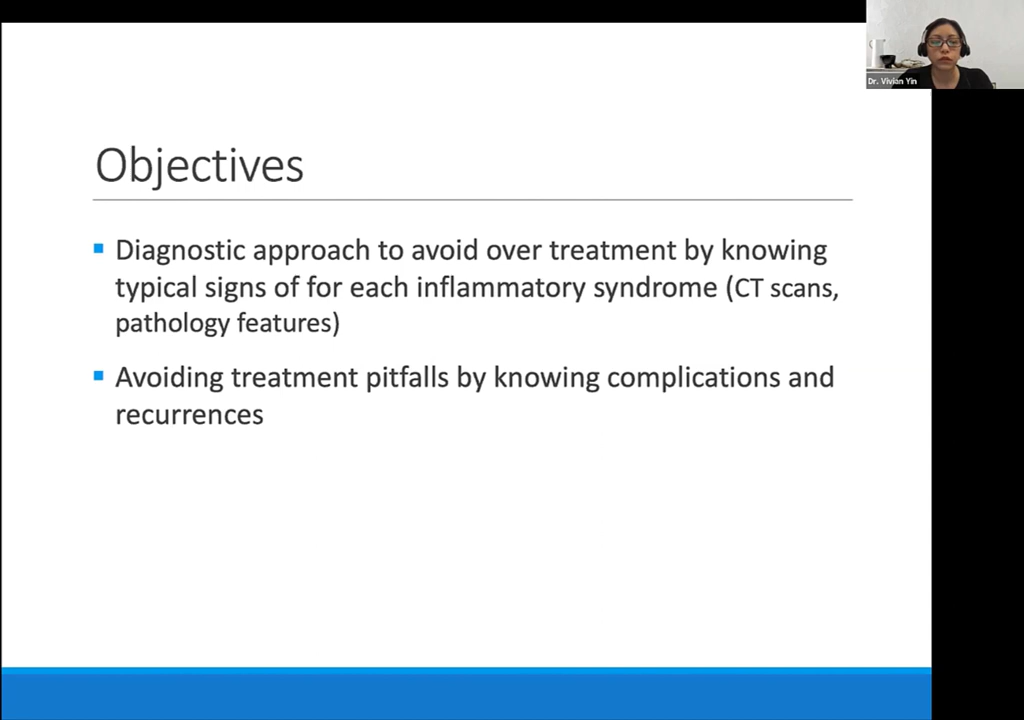 Dr. Vivian Yin
Objectives
Diagnostic approach to avoid over treatment by knowing
typical signs of for each inflammatory syndrome (CT scans,
pathology features)
Avoiding treatment pitfalls by knowing complications and
recurrences